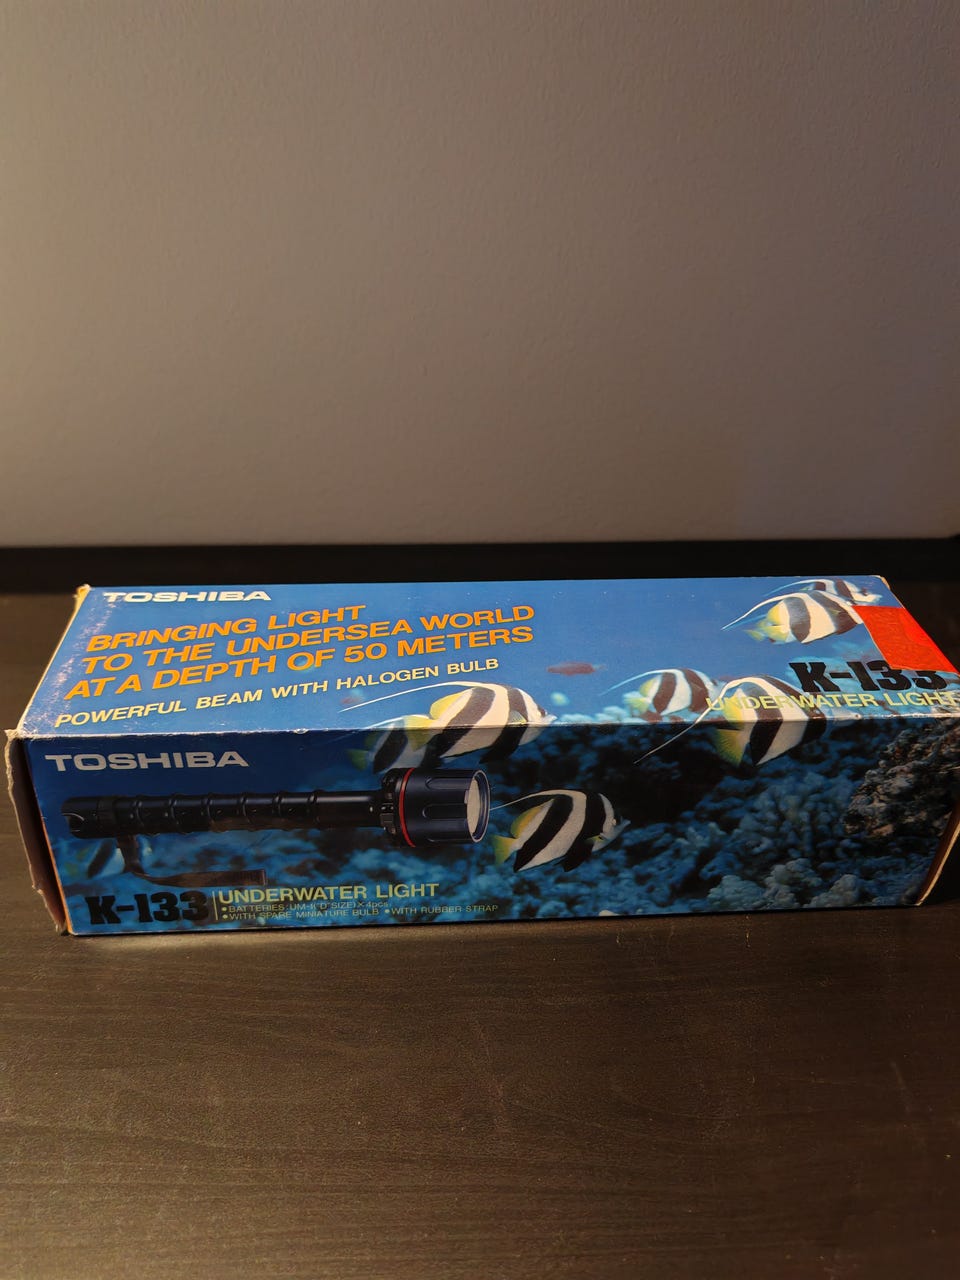 TOSHIBA
BRINGING LIGHT
TO THE UNDERSEA WORLD
AT A DEPTH OF 50 METERS
POWERFUL BEAM WITH HALOGEN BULB
K-133
UNDERWATER LIGHT
TOSHIBA
K-133 UNDERWATER LIGHT
•BATTERIES:UM-1("D"SIZE)×4pcs.
•WITH SPARE MINIATURE BULB •WITH RUBBER STRAP